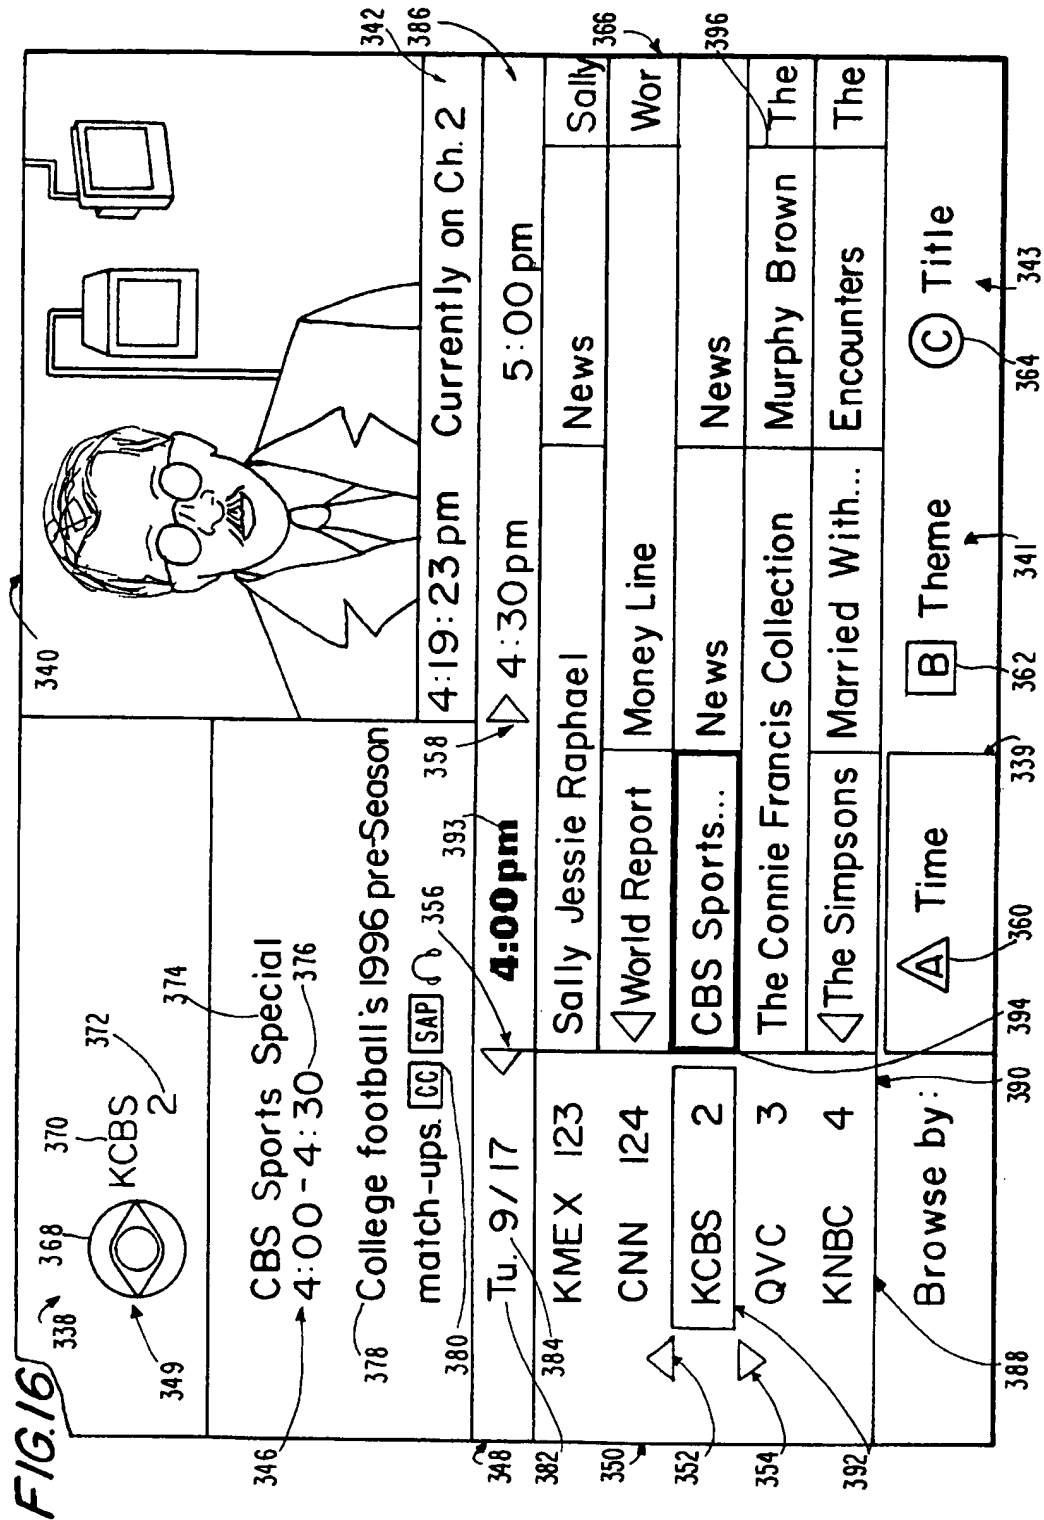 FIG.16
338
368
370
372
374
340
349
KCBS
2
346
CBS Sports Special
4:00-4:30
376
378
College football's 1996 pre-Season
match-ups. CC SAP
380
356
393
358
4:19:23 pm Currently on Ch. 2
342
386
348
382
384
Tu. 9/17
4:00pm
4:30pm
5:00pm
366
396
350
KMEX 123
Sally Jessie Raphael
News
Sally
CNN 124
World Report
Money Line
Wor
352
KCBS 2
CBS Sports...
News
News
354
QVC 3
The Connie Francis Collection
Murphy Brown
The
392
KNBC 4
The Simpsons
Married With...
Encounters
The
Browse by:
A Time
B Theme
C Title
388
390
394
360
339
362
341
364
343